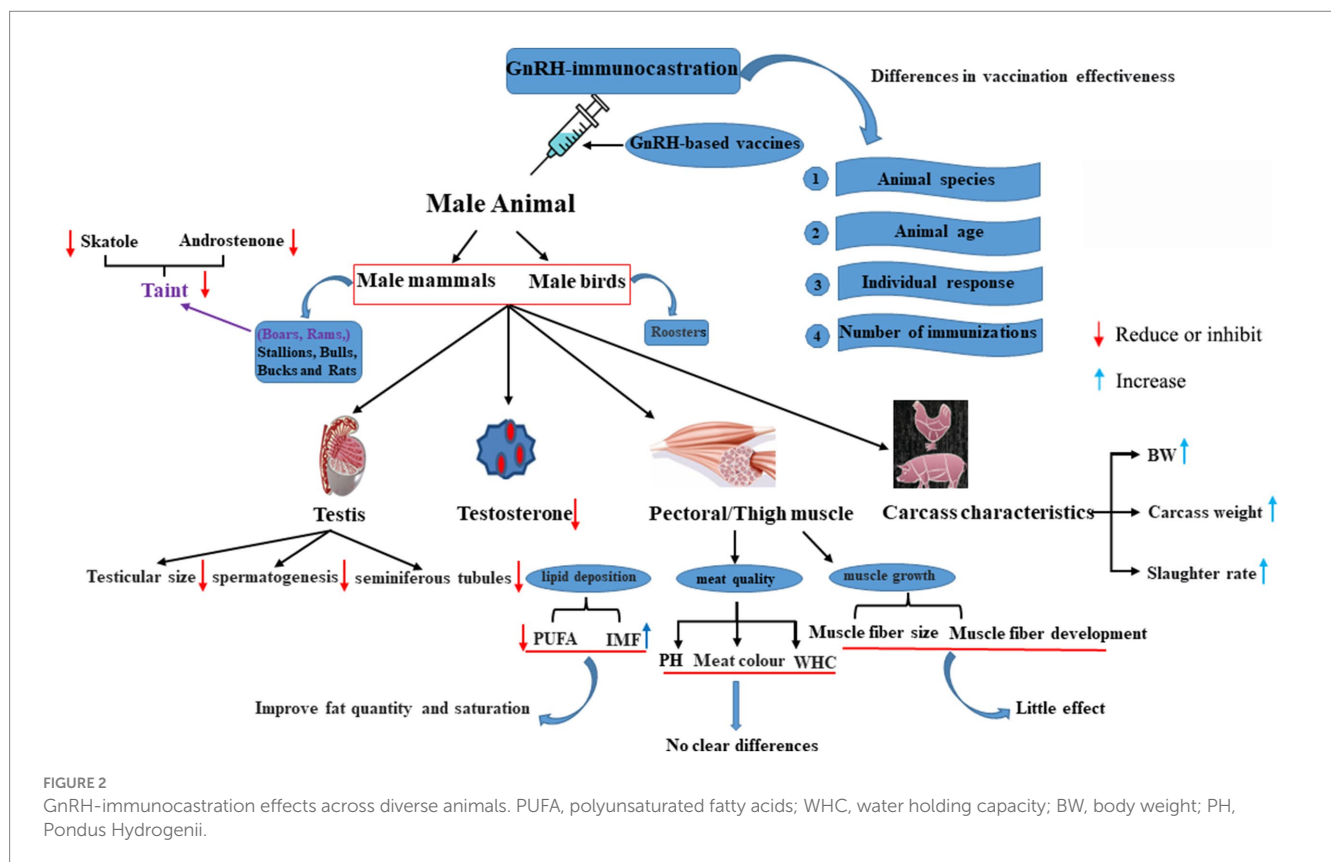 GnRH-immunocastration
Differences in vaccination effectiveness
GnRH-based vaccines
1 Animal species
2 Animal age
3 Individual response
4 Number of immunizations
Male Animal
Skatole Androstenone
Taint
Male mammals Male birds
(Boars, Rams,)
Stallions, Bulls,
Bucks and Rats
Roosters
Reduce or inhibit
Increase
Testis
Testosterone
Pectoral/Thigh muscle
Carcass characteristics
BW
Carcass weight
Slaughter rate
Testicular size spermatogenesis seminiferous tubules
lipid deposition
meat quality
muscle growth
PUFA IMF
PH Meat colour WHC
Muscle fiber size Muscle fiber development
Improve fat quantity and saturation
No clear differences
Little effect
FIGURE 2
GnRH-immunocastration effects across diverse animals. PUFA, polyunsaturated fatty acids; WHC, water holding capacity; BW, body weight; PH,
Pondus Hydrogenii.